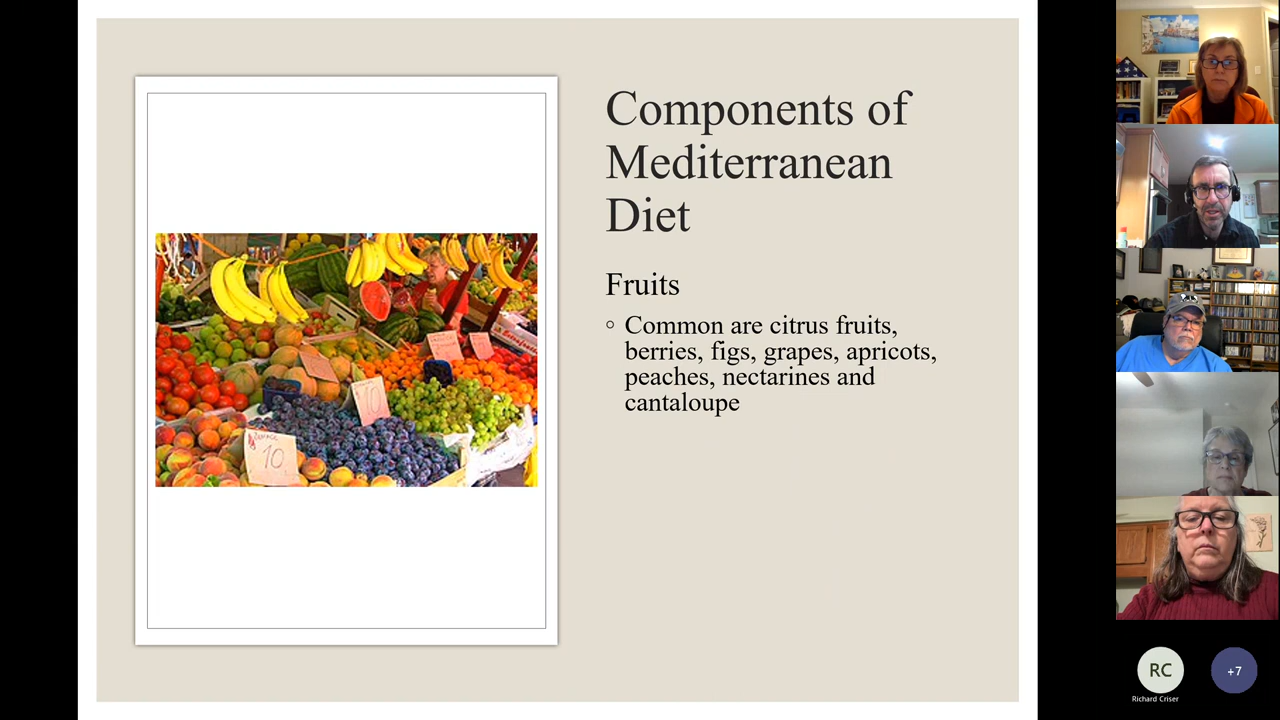 Components of
Mediterranean
Diet
Fruits
Common are citrus fruits,
berries, figs, grapes, apricots,
peaches, nectarines and
cantaloupe
10
10
RC
Richard Criser
+7